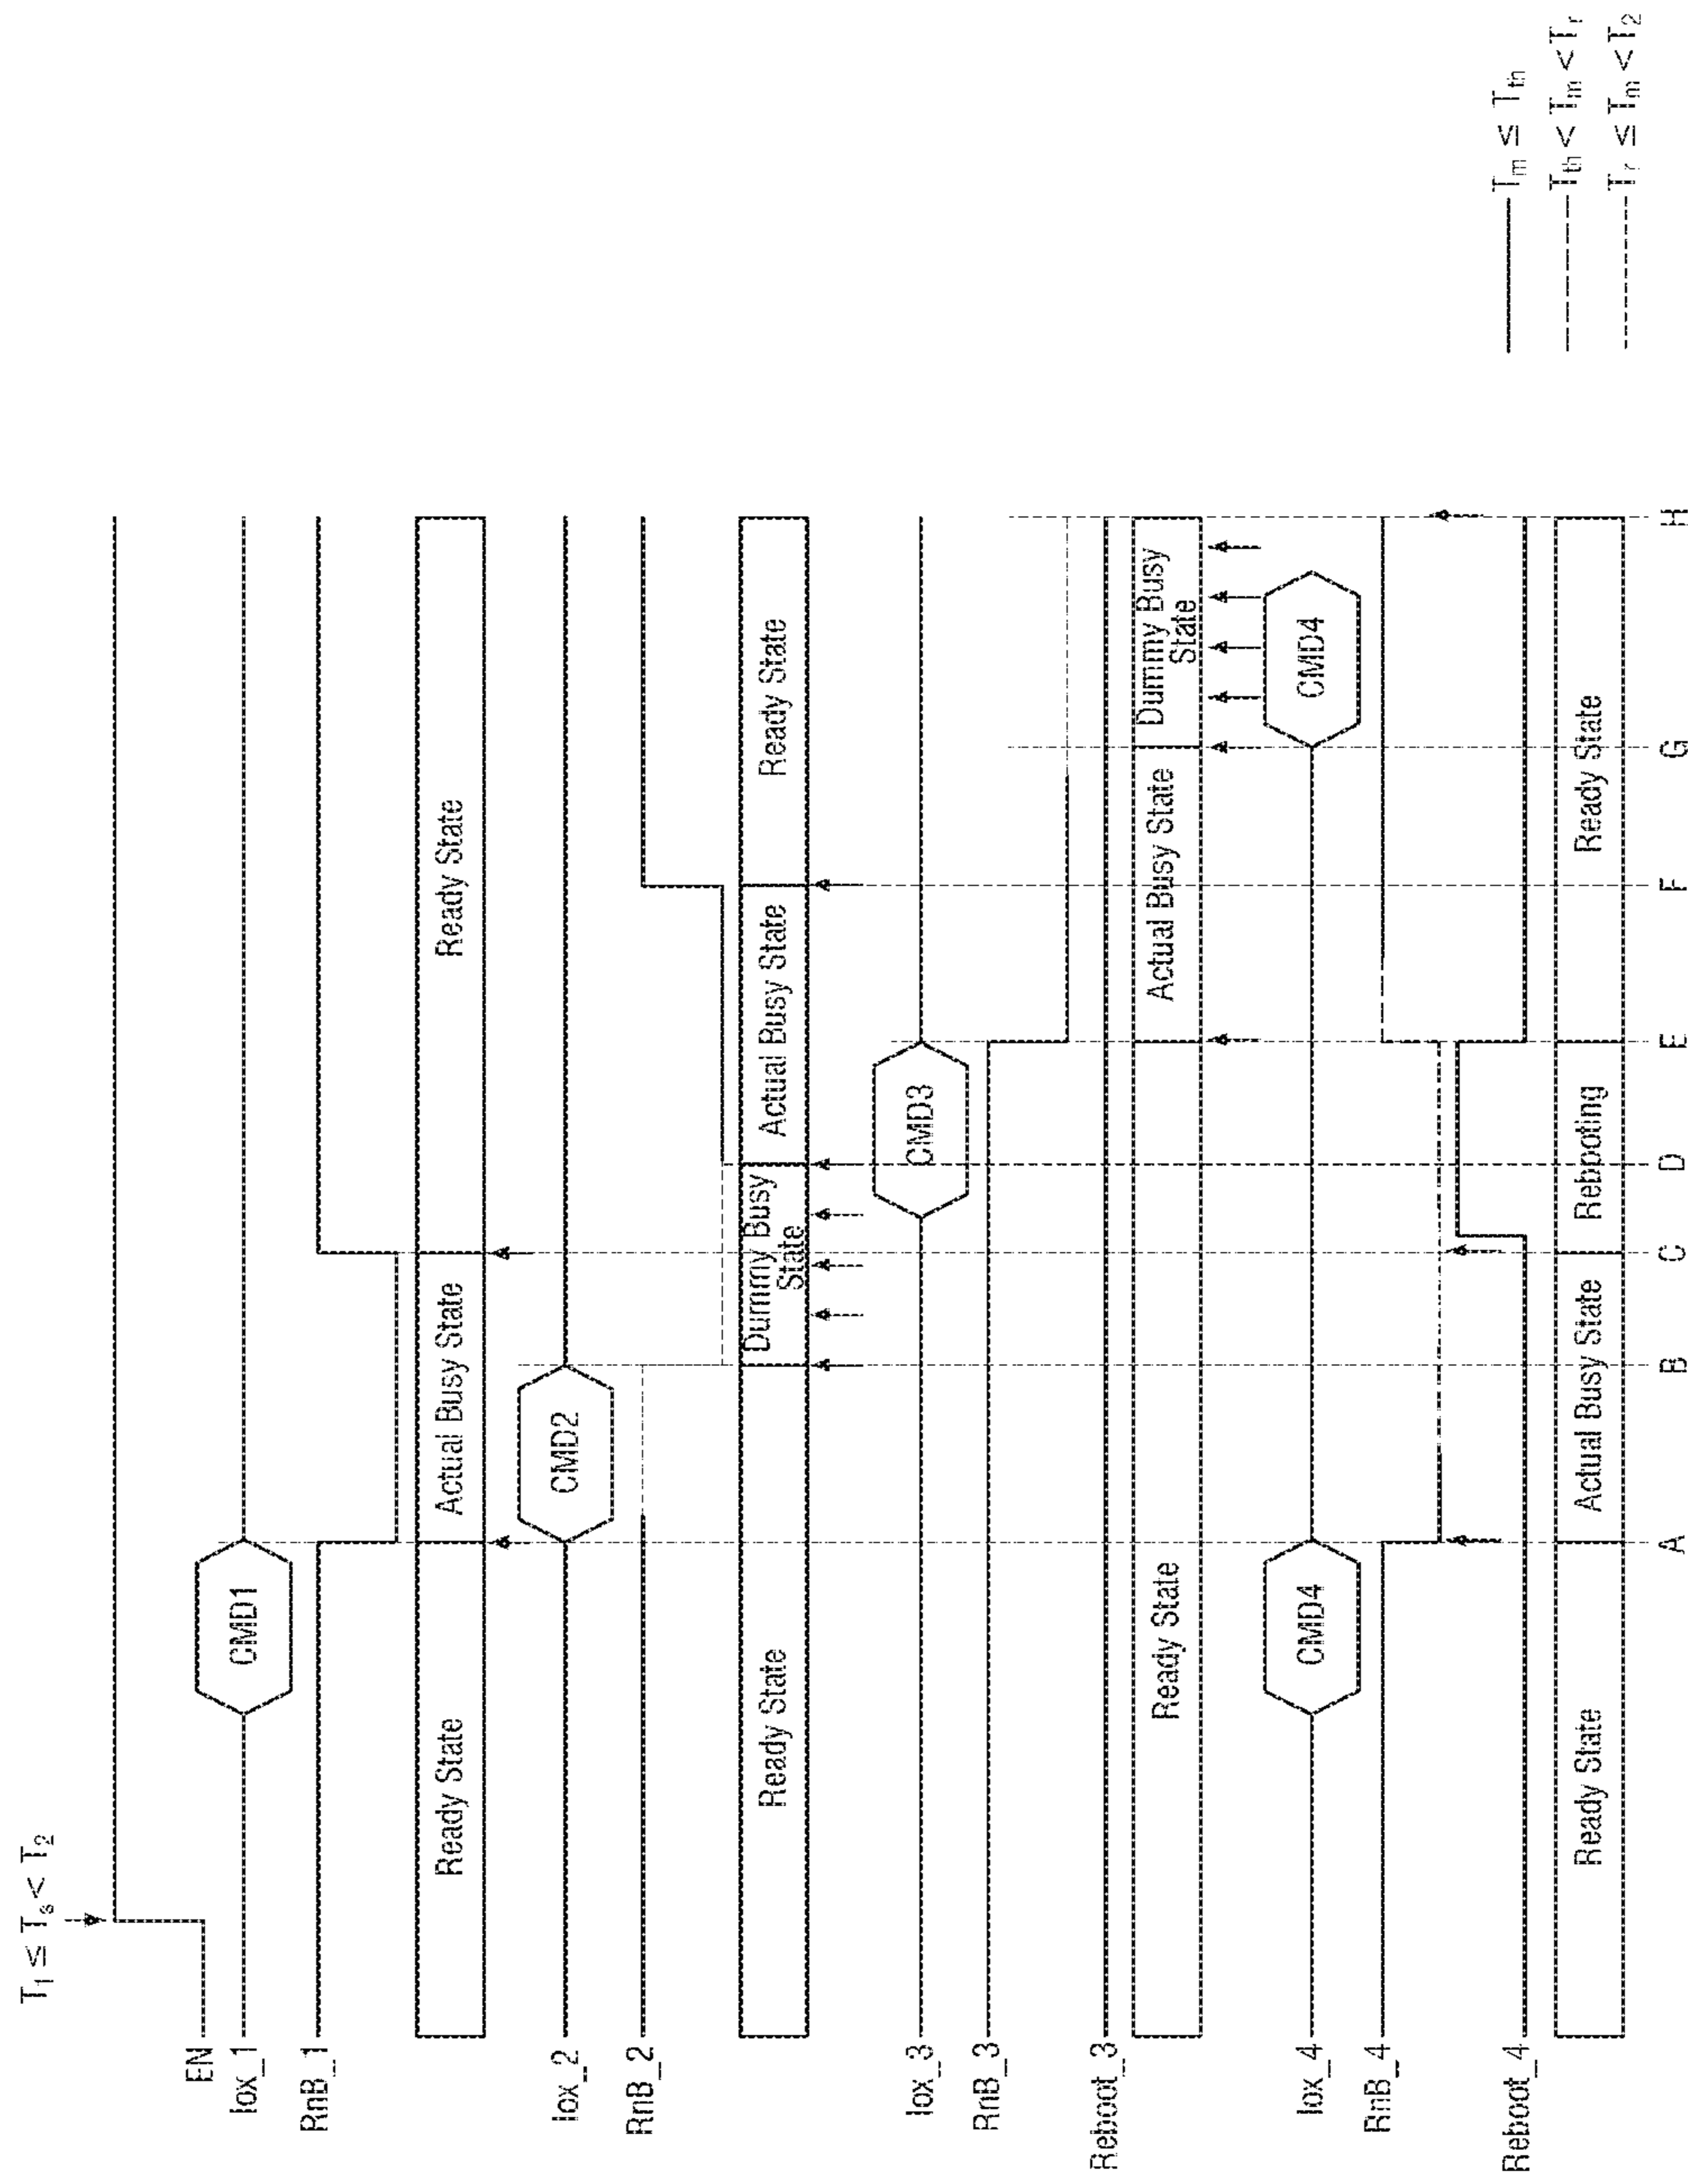 T₁ ≤ Tₛ < T₂
EN
Iox_1
CMD1
RnB_1
Ready State
Actual Busy State
Ready State
Iox_2
CMD2
RnB_2
Ready State
Dummy Busy
State
Actual Busy State
Ready State
Iox_3
CMD3
RnB_3
Reboot_3
Ready State
Actual Busy State
Dummy Busy
State
Iox_4
CMD4
CMD4
RnB_4
Reboot_4
Ready State
Actual Busy State
Rebooting
Ready State
A
B
C
D
E
F
G
H
Tm ≤ Tth
Tth < Tm < Tr
Tr ≤ Tm < T2